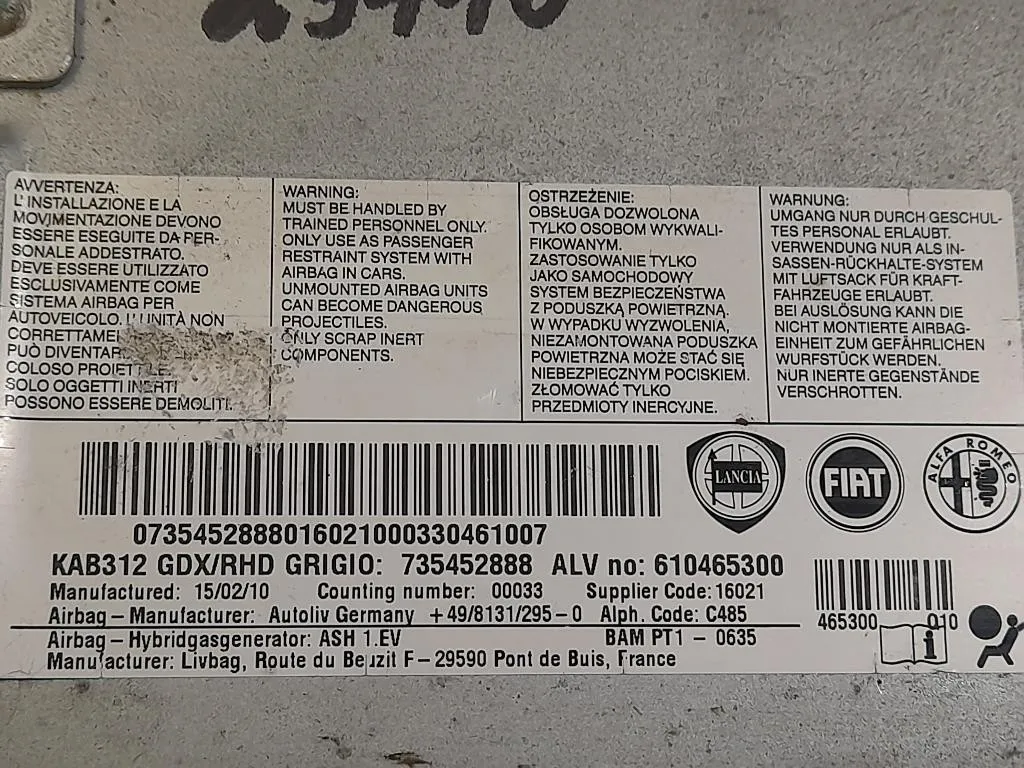 AVVERTENZA:
L' INSTALLAZIONE E LA
MOVIMENTAZIONE DEVONO
ESSERE ESEGUITE DA PER-
SONALE ADDESTRATO.
DEVE ESSERE UTILIZZATO
ESCLUSIVAMENTE COME
SISTEMA AIRBAG PER
AUTOVEICOLO. L'UNITÀ NON
CORRETTAME
PUÒ DIVENTAR
COLOSO PROIETTILE.
SOLO OGGETTI INERTI
POSSONO ESSERE DEMOLITI.
WARNING:
MUST BE HANDLED BY
TRAINED PERSONNEL ONLY.
ONLY USE AS PASSENGER
RESTRAINT SYSTEM WITH
AIRBAG IN CARS.
UNMOUNTED AIRBAG UNITS
CAN BECOME DANGEROUS
PROJECTILES.
ONLY SCRAP INERT
COMPONENTS.
OSTRZEŻENIE:
OBSŁUGA DOZWOLONA
TYLKO OSOBOM WYKWALI-
FIKOWANYM.
ZASTOSOWANIE TYLKO
JAKO SAMOCHODOWY
SYSTEM BEZPIECZEŃSTWA
Z PODUSZKĄ POWIETRZNĄ.
W WYPADKU WYZWOLENIA,
NIEZAMONTOWANA PODUSZKA
POWIETRZNA MOŻE STAĆ SIĘ
NIEBEZPIECZNYM POCISKIEM.
ZŁOMOWAĆ TYLKO
PRZEDMIOTY INERCYJNE.
WARNUNG:
UMGANG NUR DURCH GESCHUL-
TES PERSONAL ERLAUBT.
VERWENDUNG NUR ALS IN-
SASSEN-RÜCKHALTE-SYSTEM
MIT LUFTSACK FÜR KRAFT-
FAHRZEUGE ERLAUBT.
BEI AUSLÖSUNG KANN DIE
NICHT MONTIERTE AIRBAG-
EINHEIT ZUM GEFÄHRLICHEN
WURFSTÜCK WERDEN.
NUR INERTE GEGENSTÄNDE
VERSCHROTTEN.
LANCIA
FIAT
ALFA ROMEO
0735452888016021000330461007
KAB312 GDX/RHD GRIGIO: 735452888 ALV no: 610465300
Manufactured: 15/02/10 Counting number: 00033 Supplier Code: 16021
Airbag – Manufacturer: Autoliv Germany +49/8131/295–0 Alph. Code: C485
465300 010
Airbag – Hybridgasgenerator: ASH 1.EV BAM PT1 – 0635
Manufacturer: Livbag, Route du Beuzit F–29590 Pont de Buis, France